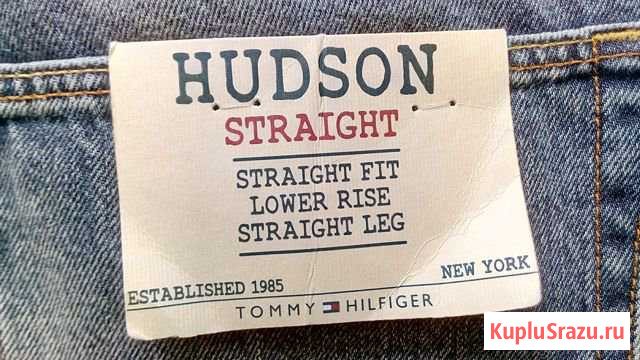 HUDSON
STRAIGHT
STRAIGHT FIT
LOWER RISE
STRAIGHT LEG
ESTABLISHED 1985 NEW YORK
TOMMY HILFIGER
KupluSrazu.ru